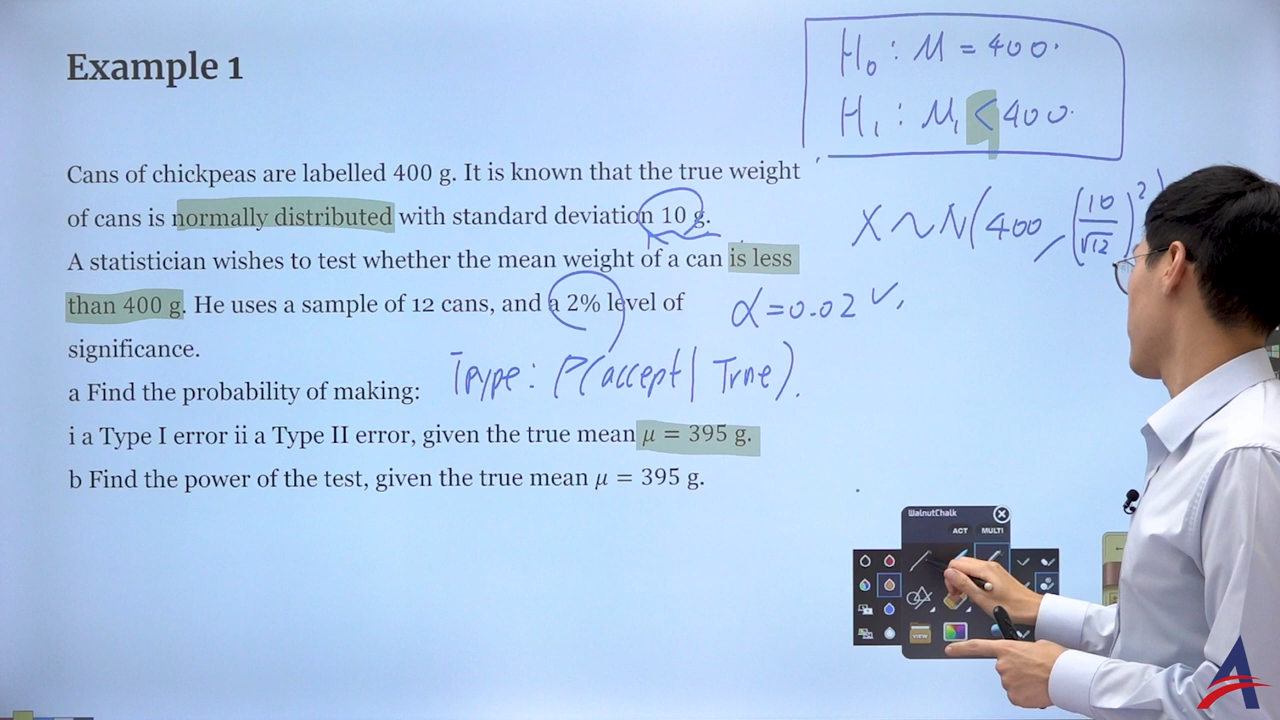 Example 1
H₀ : μ = 400.
H₁ : μ₁ < 400.
Cans of chickpeas are labelled 400 g. It is known that the true weight
of cans is normally distributed with standard deviation 10 g.
X ~ N(400, (10/√12)²)
A statistician wishes to test whether the mean weight of a can is less
than 400 g. He uses a sample of 12 cans, and a 2% level of
α = 0.02 ✓,
significance.
P(accept | True).
a Find the probability of making:
i a Type I error ii a Type II error, given the true mean μ = 395 g.
b Find the power of the test, given the true mean μ = 395 g.
WalnutChalk
ACT MULTI
VIEW